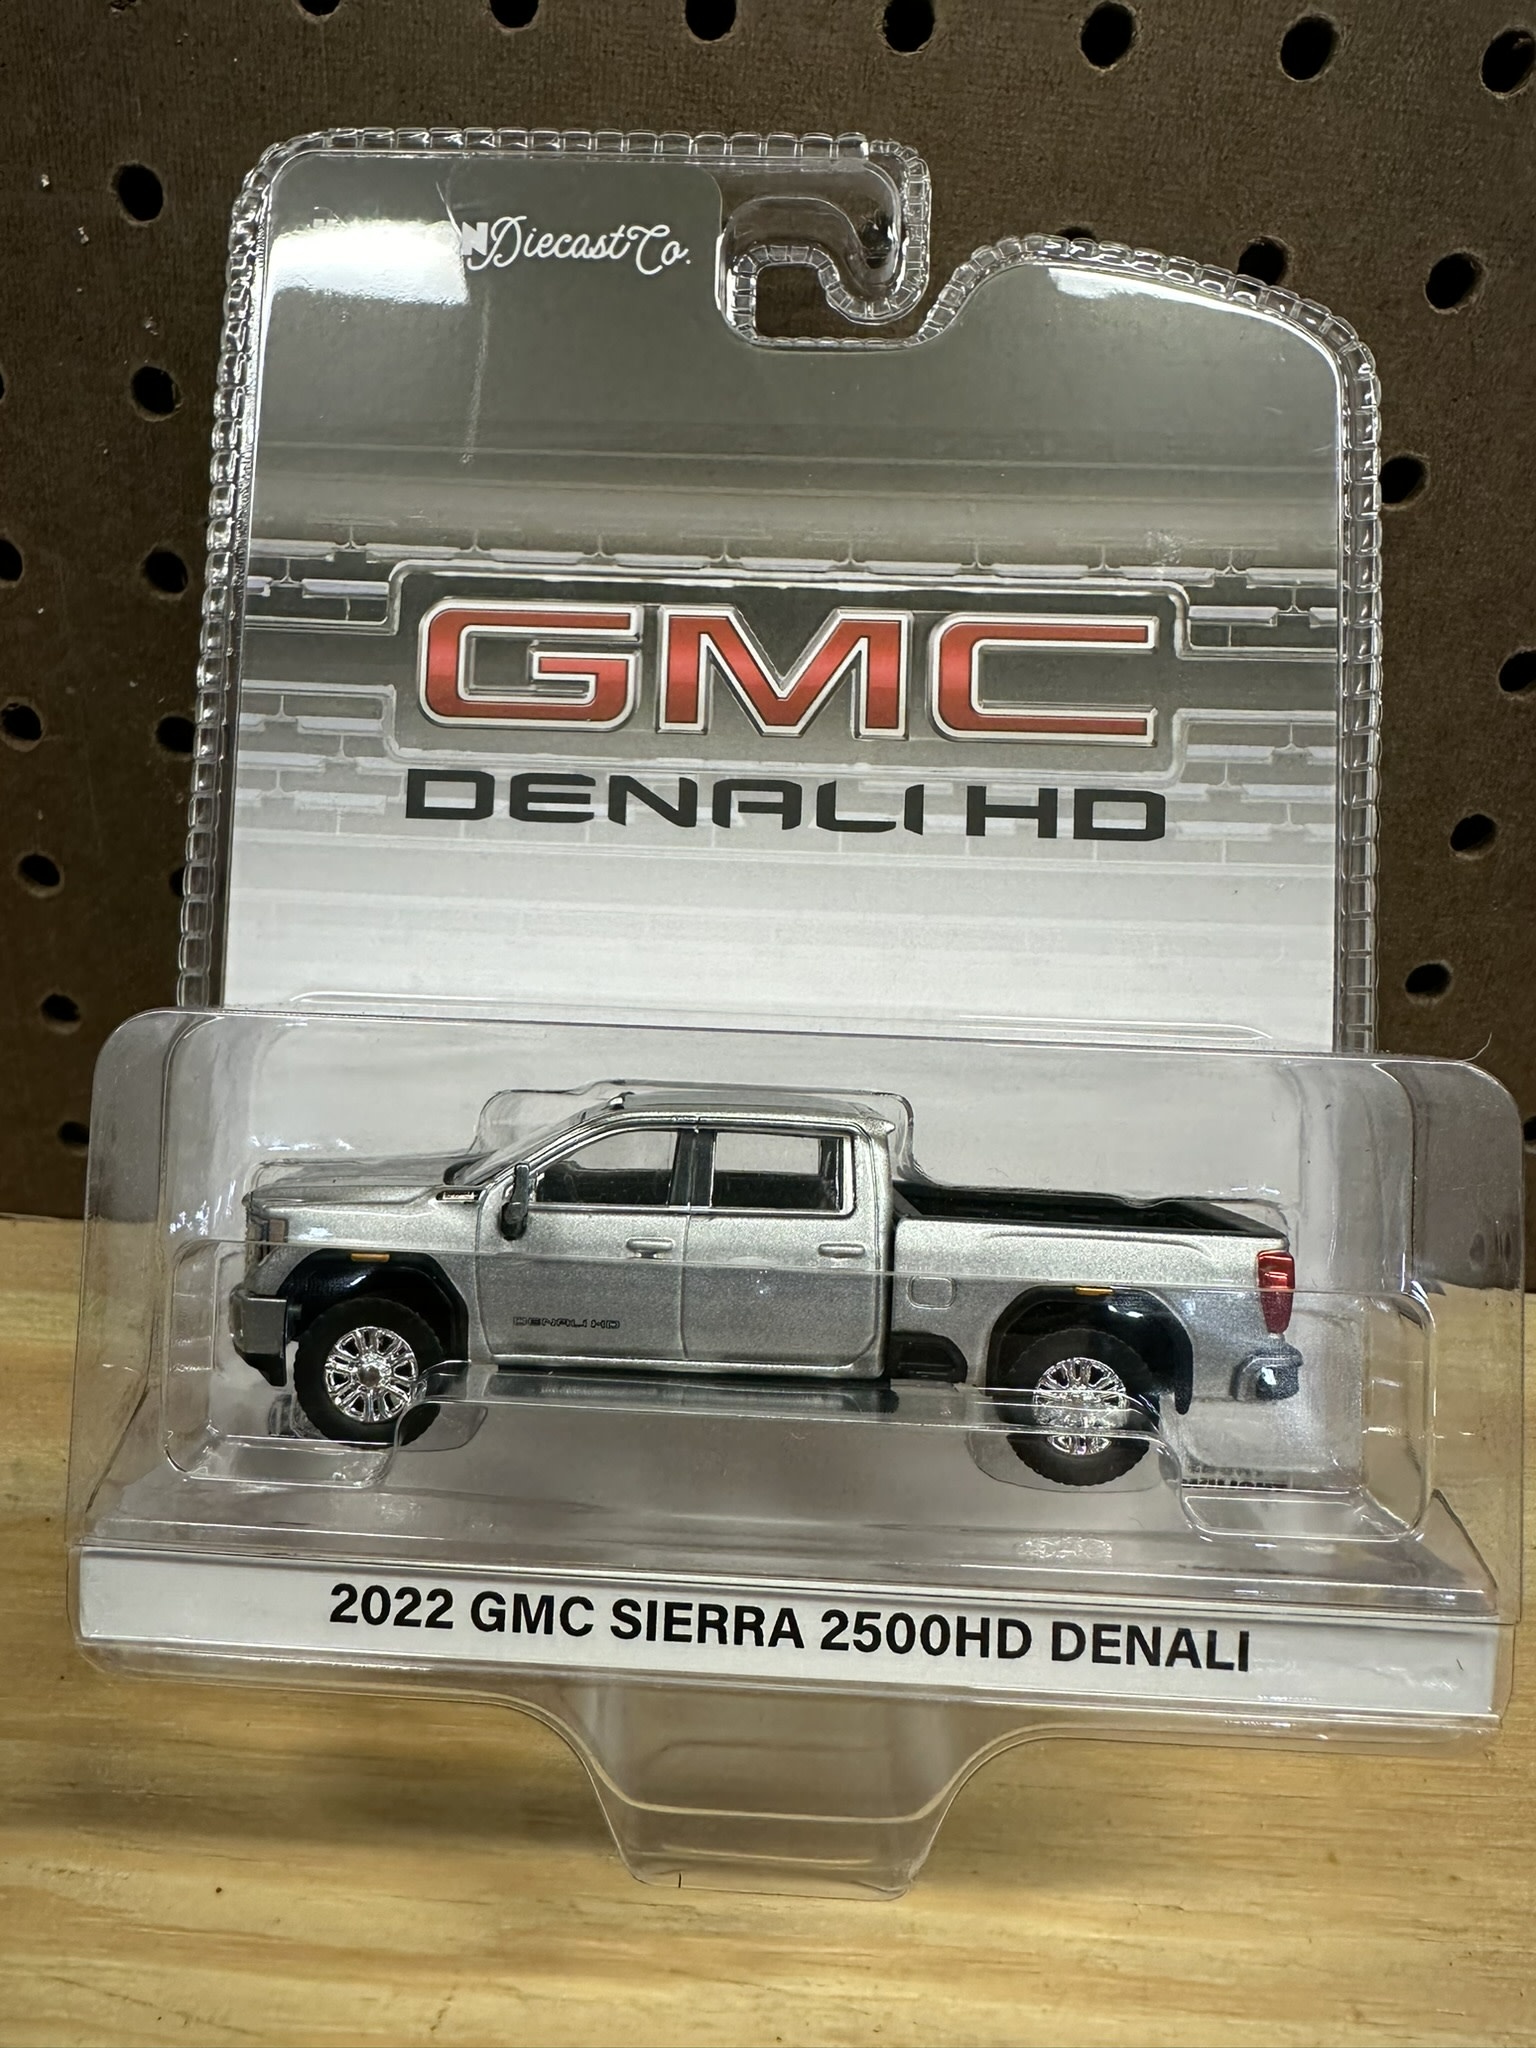 Diecast Co.
GMC
DENALI HD
DENALI HD
2022 GMC SIERRA 2500HD DENALI